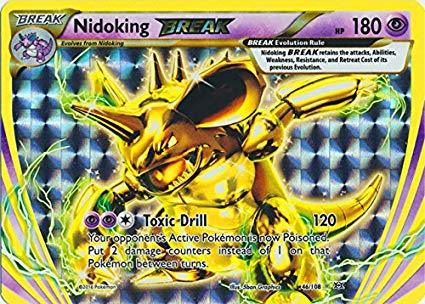 BREAK
Nidoking BREAK
HP 180
Evolves from Nidoking
BREAK Evolution Rule
Nidoking BREAK retains the attacks, Abilities,
Weakness, Resistance, and Retreat Cost of its
previous Evolution.
Toxic Drill 120
Your opponent's Active Pokémon is now Poisoned.
Put 2 damage counters instead of 1 on that
Pokémon between turns.
©2016 Pokémon
Illus. 5ban Graphics
46/108